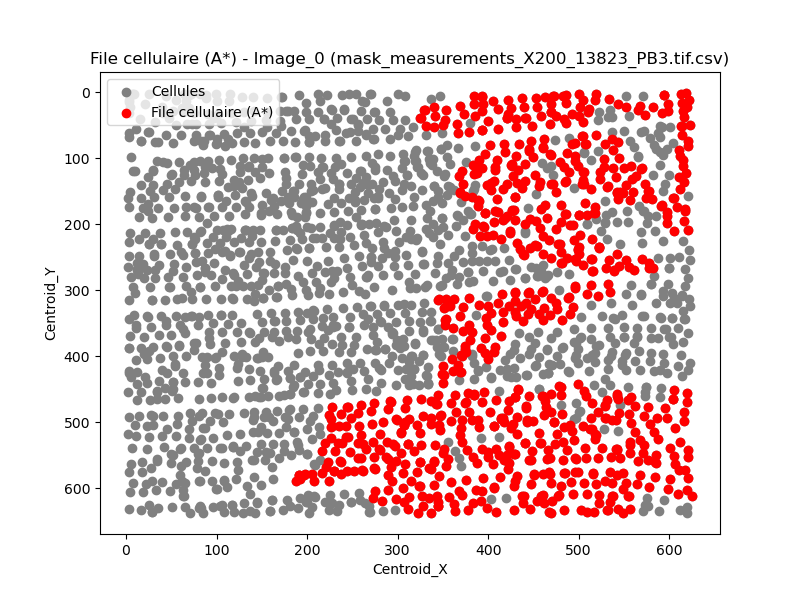 File cellulaire (A*) - Image_0 (mask_measurements_X200_13823_PB3.tif.csv)
Cellules
File cellulaire (A*)
Centroid_Y
0
100
200
300
400
500
600
0 100 200 300 400 500 600
Centroid_X